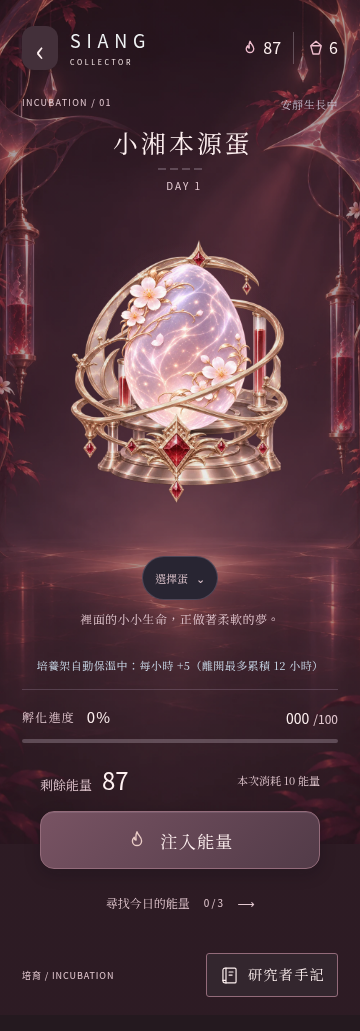 SIANG
COLLECTOR
87
6
INCUBATION / 01
安靜生長中
小湘本源蛋
DAY 1
選擇蛋
裡面的小小生命，正做著柔軟的夢。
培養架自動保溫中：每小時 +5（離開最多累積 12 小時）
孵化進度 0%
000 /100
剩餘能量 87
本次消耗 10 能量
注入能量
尋找今日的能量 0/3 →
培育 / INCUBATION
研究者手記